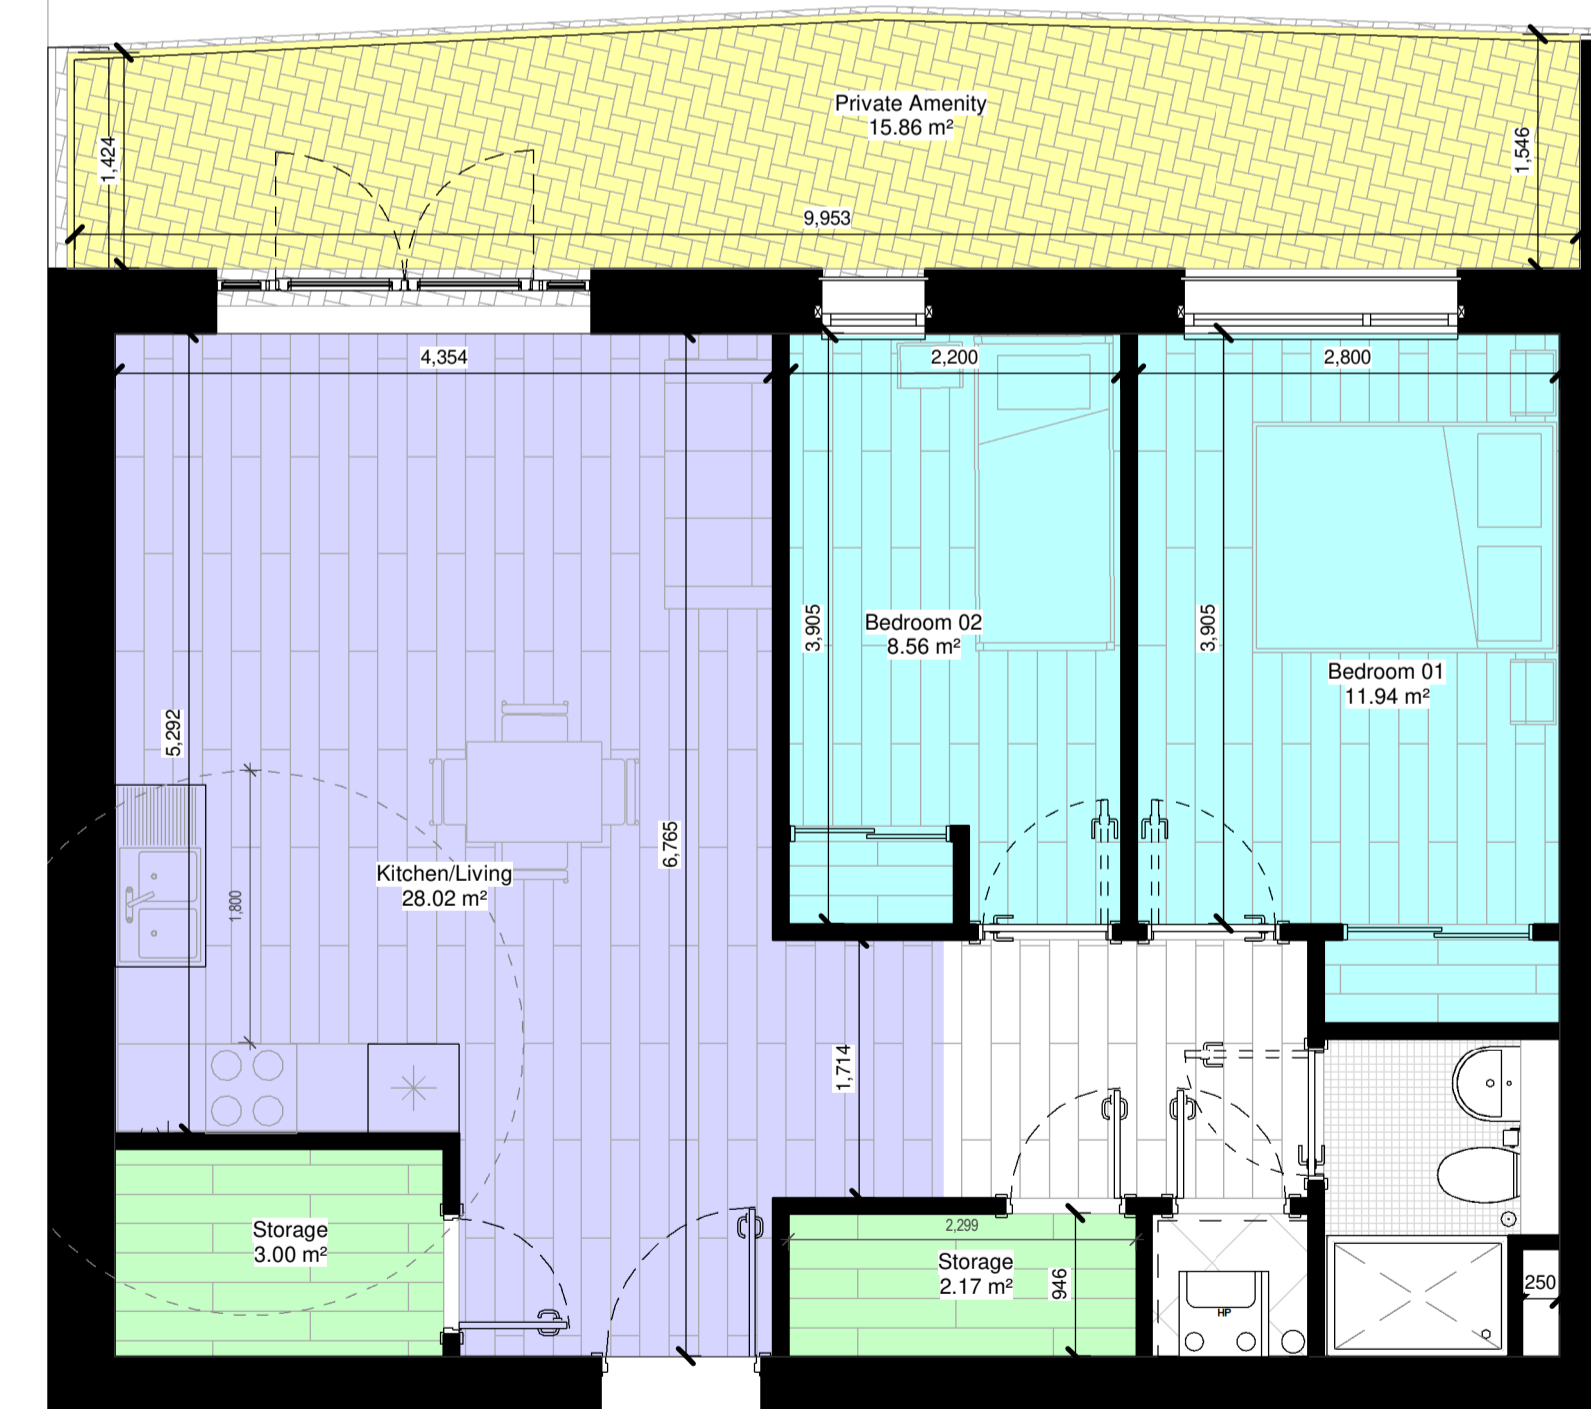 Private Amenity
15.86 m²
1,424
1,546
9,953
4,354
2,200
2,800
3,905
3,905
Bedroom 02
8.56 m²
Bedroom 01
11.94 m²
5,292
6,765
Kitchen/Living
28.02 m²
1,800
1,714
Storage
3.00 m²
2,299
Storage
2.17 m²
946
HP
250